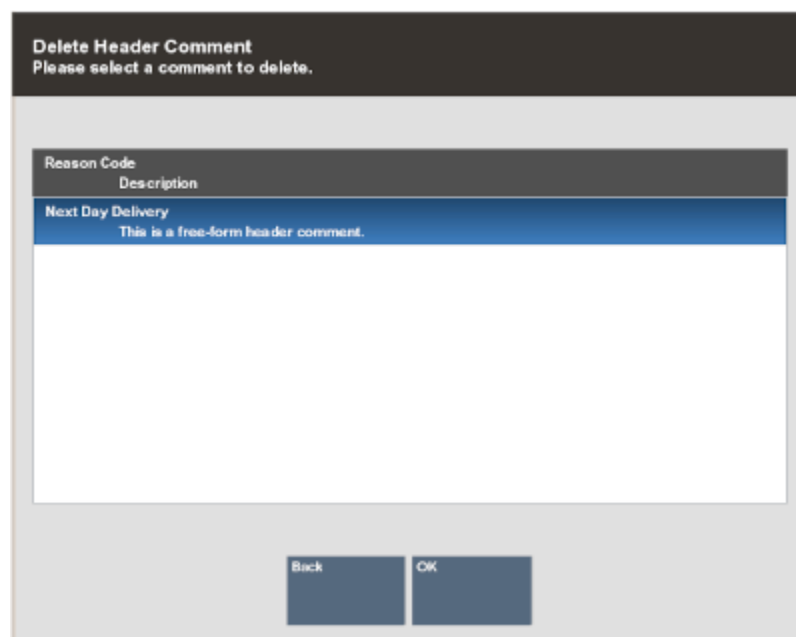 Delete Header Comment
Please select a comment to delete.
Reason Code
Description
Next Day Delivery
This is a free-form header comment.
Back
OK